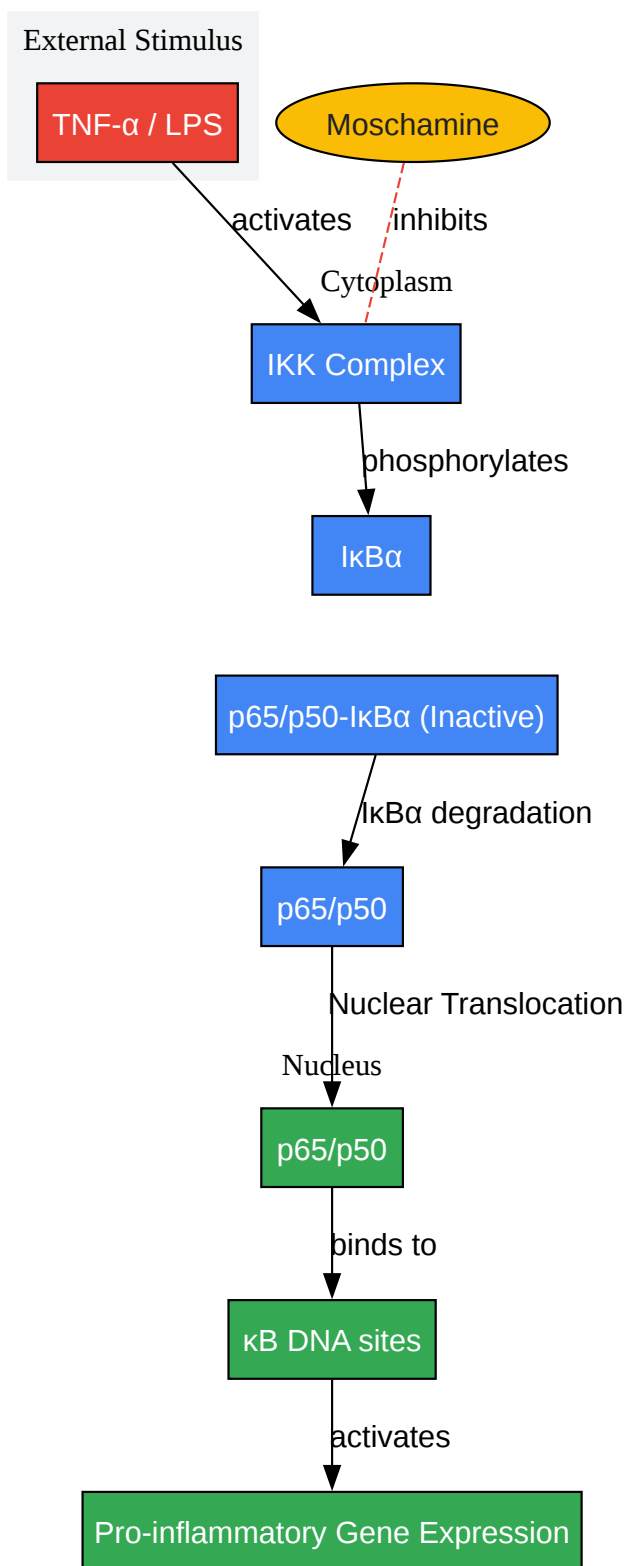 External Stimulus
TNF-α / LPS
Moschamine
activates
inhibits
Cytoplasm
IKK Complex
phosphorylates
IκBα
p65/p50-IκBα (Inactive)
IκBα degradation
p65/p50
Nuclear Translocation
Nucleus
p65/p50
binds to
κB DNA sites
activates
Pro-inflammatory Gene Expression